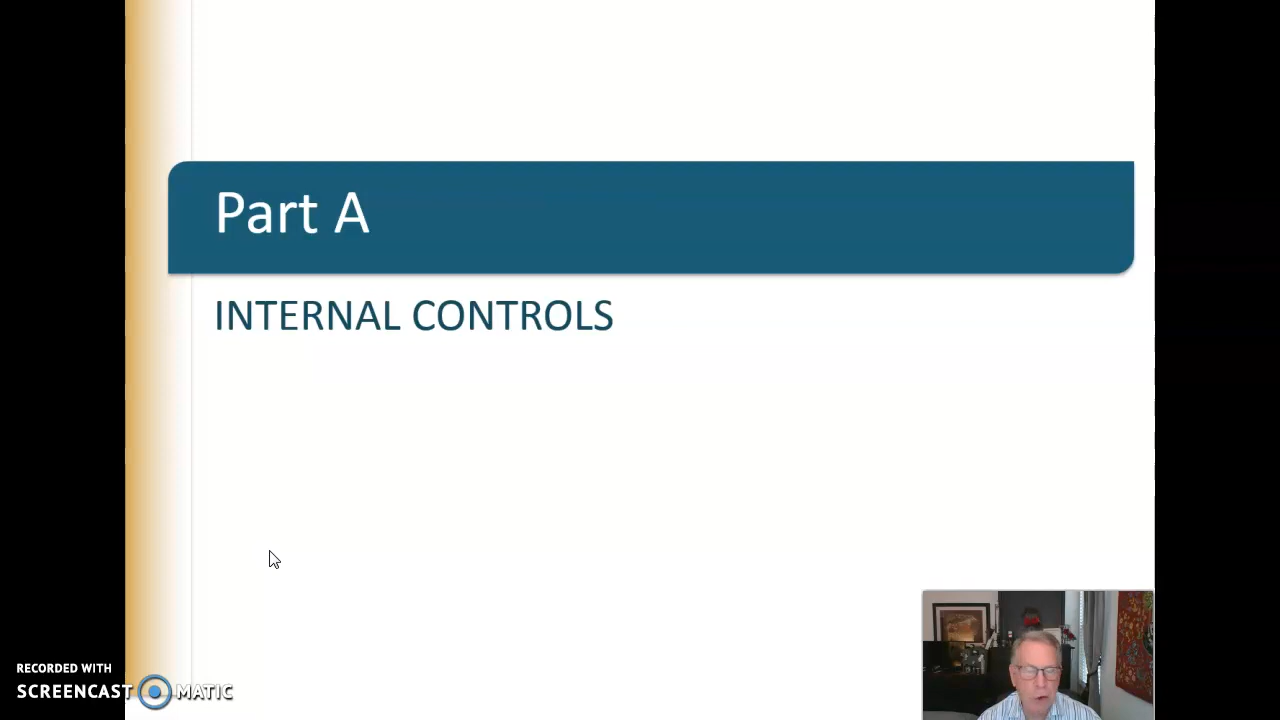 Part A
INTERNAL CONTROLS
RECORDED WITH
SCREENCAST MATIC